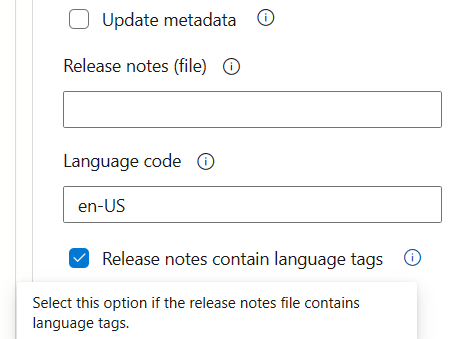 Update metadata
Release notes (file)
Language code
en-US
Release notes contain language tags
Select this option if the release notes file contains
language tags.